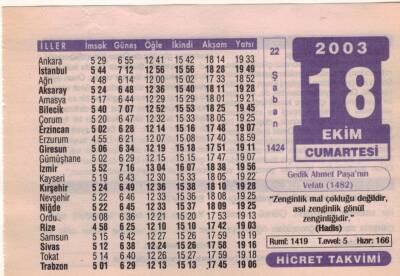 İLLER İmsak Güneş Öğle İkindi Akşam Yatsı
Ankara 5 29 6 55 12 41 15 42 18 14 19 33
İstanbul 5 44 7 12 12 56 15 56 18 28 19 49
Ağrı 4 48 6 14 12 00 15 02 17 33 18 52
Aksaray 5 24 6 48 12 36 15 40 18 11 19 28
Amasya 5 17 6 44 12 29 15 29 18 01 19 21
Bilecik 5 40 7 07 12 52 15 53 18 25 19 45
Çorum 5 20 6 47 12 32 15 33 18 05 19 25
Erzincan 5 02 6 28 12 14 15 16 17 48 19 07
Erzurum 4 55 6 21 12 07 15 08 17 40 18 59
Giresun 5 06 6 34 12 19 15 18 17 51 19 11
Gümüşhane 5 02 6 29 12 15 15 15 17 47 19 07
İzmir 5 52 7 16 13 04 16 07 18 38 19 56
Kayseri 5 19 6 43 12 30 15 33 18 05 19 22
Kırşehir 5 24 6 49 12 35 15 38 18 10 19 28
Nevşehir 5 22 6 46 12 33 15 36 18 07 19 25
Niğde 5 22 6 45 12 33 15 37 18 09 19 25
Ordu 5 08 6 36 12 21 15 20 17 53 19 13
Rize 4 58 6 25 12 10 15 10 17 42 19 03
Samsun 5 15 6 42 12 27 15 26 17 59 19 19
Sivas 5 12 6 38 12 24 15 26 17 58 19 16
Tokat 5 14 6 40 12 26 15 27 17 59 19 18
Trabzon 5 01 6 29 12 13 15 13 17 45 19 06
22
Şaban
1424
2003
18
EKİM
CUMARTESİ
Gedik Ahmet Paşa'nın
Vefatı (1482)
"Zenginlik mal çokluğu değildir,
asıl zenginlik gönül
zenginliğidir."
(Hadis)
Rumî: 1419 T.evvel: 5 Hızır: 166
HİCRET TAKVİMİ